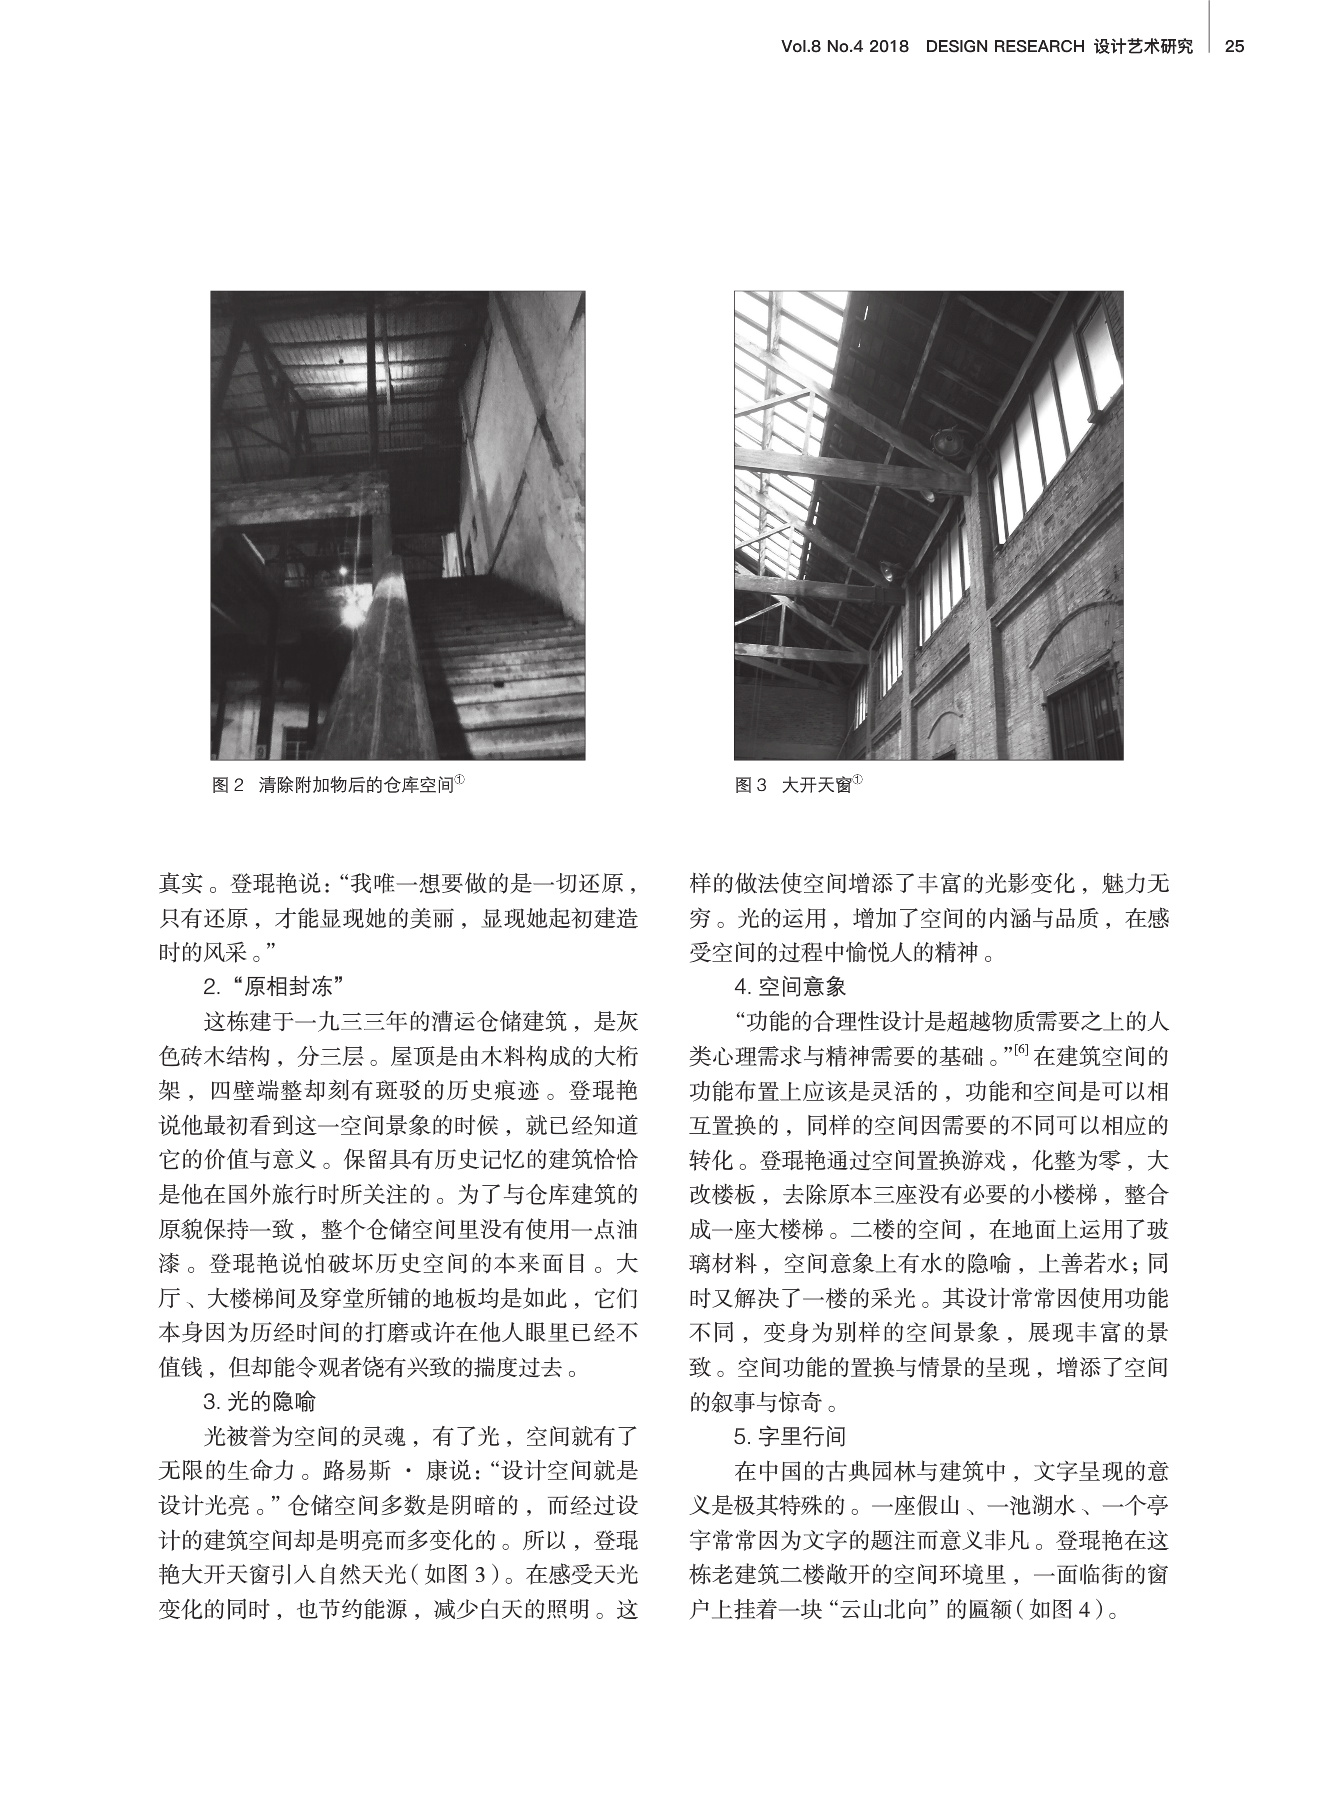 Vol.8 No.4 2018 DESIGN RESEARCH 设计艺术研究 25
图 2 清除附加物后的仓库空间①
图 3 大开天窗①
真实。登琨艳说：“我唯一想要做的是一切还原，
只有还原，才能显现她的美丽，显现她起初建造
时的风采。”
2. “原相封冻”
这栋建于一九三三年的漕运仓储建筑，是灰
色砖木结构，分三层。屋顶是由木料构成的大桁
架，四壁端整却刻有斑驳的历史痕迹。登琨艳
说他最初看到这一空间景象的时候，就已经知道
它的价值与意义。保留具有历史记忆的建筑恰恰
是他在国外旅行时所关注的。为了与仓库建筑的
原貌保持一致，整个仓储空间里没有使用一点油
漆。登琨艳说怕破坏历史空间的本来面目。大
厅、大楼梯间及穿堂所铺的地板均是如此，它们
本身因为历经时间的打磨或许在他人眼里已经不
值钱，但却能令观者饶有兴致的揣度过去。
3. 光的隐喻
光被誉为空间的灵魂，有了光，空间就有了
无限的生命力。路易斯·康说：“设计空间就是
设计光亮。”仓储空间多数是阴暗的，而经过设
计的建筑空间却是明亮而多变化的。所以，登琨
艳大开天窗引入自然天光（如图 3）。在感受天光
变化的同时，也节约能源，减少白天的照明。这
样的做法使空间增添了丰富的光影变化，魅力无
穷。光的运用，增加了空间的内涵与品质，在感
受空间的过程中愉悦人的精神。
4. 空间意象
“功能的合理性设计是超越物质需要之上的人
类心理需求与精神需要的基础。”[6]在建筑空间的
功能布置上应该是灵活的，功能和空间是可以相
互置换的，同样的空间因需要的不同可以相应的
转化。登琨艳通过空间置换游戏，化整为零，大
改楼板，去除原本三座没有必要的小楼梯，整合
成一座大楼梯。二楼的空间，在地面上运用了玻
璃材料，空间意象上有水的隐喻，上善若水；同
时又解决了一楼的采光。其设计常常因使用功能
不同，变身为别样的空间景象，展现丰富的景
致。空间功能的置换与情景的呈现，增添了空间
的叙事与惊奇。
5. 字里行间
在中国的古典园林与建筑中，文字呈现的意
义是极其特殊的。一座假山、一池湖水、一个亭
宇常常因为文字的题注而意义非凡。登琨艳在这
栋老建筑二楼敞开的空间环境里，一面临街的窗
户上挂着一块“云山北向”的匾额（如图 4）。